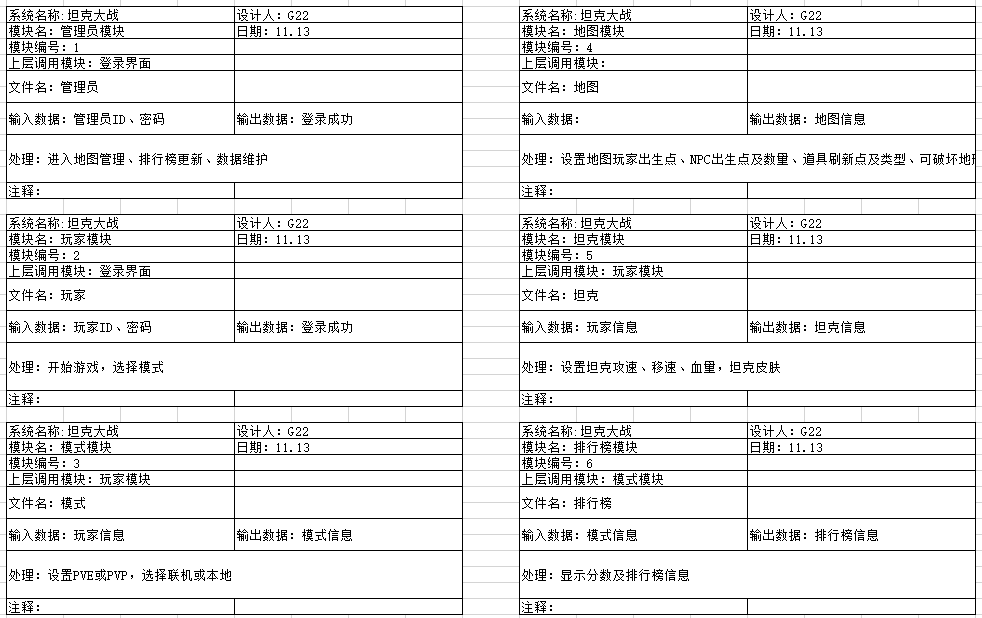 系统名称:坦克大战
设计人：G22
模块名：管理员模块
日期：11.13
模块编号：1
上层调用模块：登录界面
文件名：管理员
输入数据：管理员ID、密码
输出数据：登录成功
处理：进入地图管理、排行榜更新、数据维护
注释：
系统名称:坦克大战
设计人：G22
模块名：玩家模块
日期：11.13
模块编号：2
上层调用模块：登录界面
文件名：玩家
输入数据：玩家ID、密码
输出数据：登录成功
处理：开始游戏，选择模式
注释：
系统名称:坦克大战
设计人：G22
模块名：模式模块
日期：11.13
模块编号：3
上层调用模块：玩家模块
文件名：模式
输入数据：玩家信息
输出数据：模式信息
处理：设置PVE或PVP，选择联机或本地
注释：
系统名称:坦克大战
设计人：G22
模块名：地图模块
日期：11.13
模块编号：4
上层调用模块：
文件名：地图
输入数据：
输出数据：地图信息
处理：设置地图玩家出生点、NPC出生点及数量、道具刷新点及类型、可破坏地
注释：
系统名称:坦克大战
设计人：G22
模块名：坦克模块
日期：11.13
模块编号：5
上层调用模块：玩家模块
文件名：坦克
输入数据：玩家信息
输出数据：坦克信息
处理：设置坦克攻速、移速、血量，坦克皮肤
注释：
系统名称:坦克大战
设计人：G22
模块名：排行榜模块
日期：11.13
模块编号：6
上层调用模块：模式模块
文件名：排行榜
输入数据：模式信息
输出数据：排行榜信息
处理：显示分数及排行榜信息
注释：